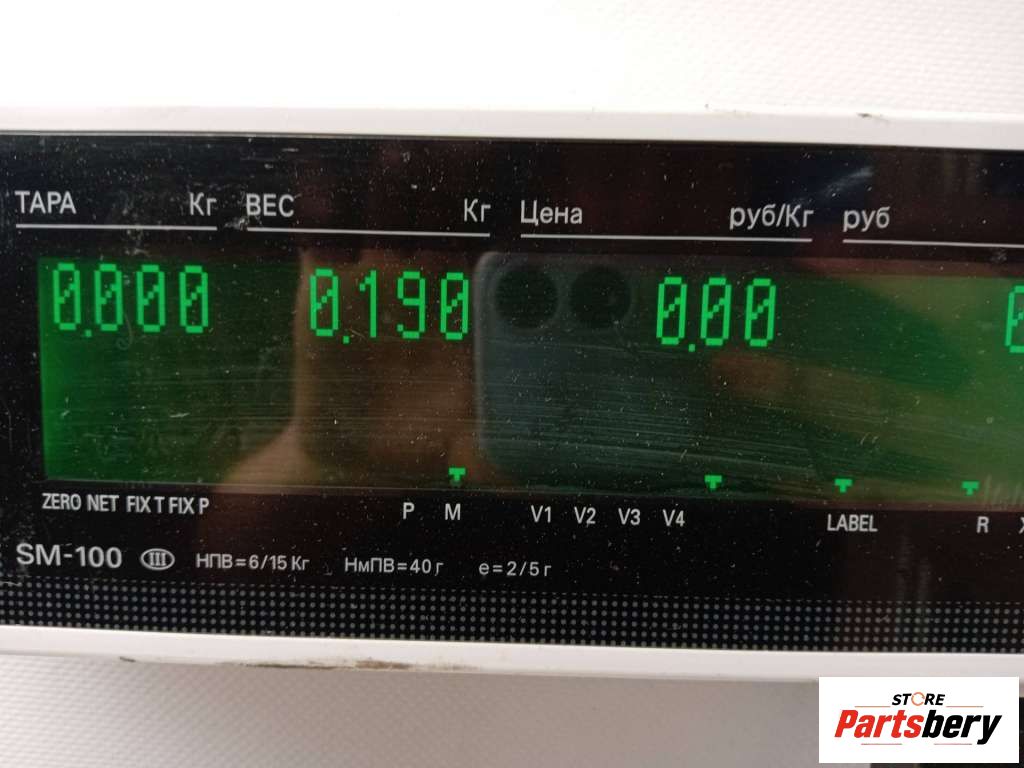 ТАРА Кг ВЕС Кг Цена руб/Кг руб
0.000 0.190 0.00
ZERO NET FIX T FIX P P M V1 V2 V3 V4 LABEL R
SM-100 III НПВ=6/15 Кг НмПВ=40 г e=2/5 г
STORE
Partsbery